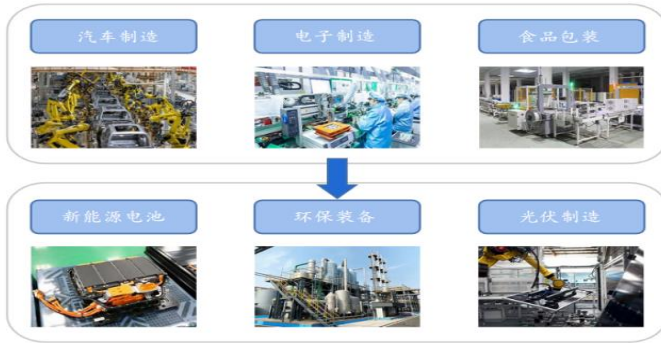 汽车制造
电子制造
食品包装
新能源电池
环保装备
光伏制造